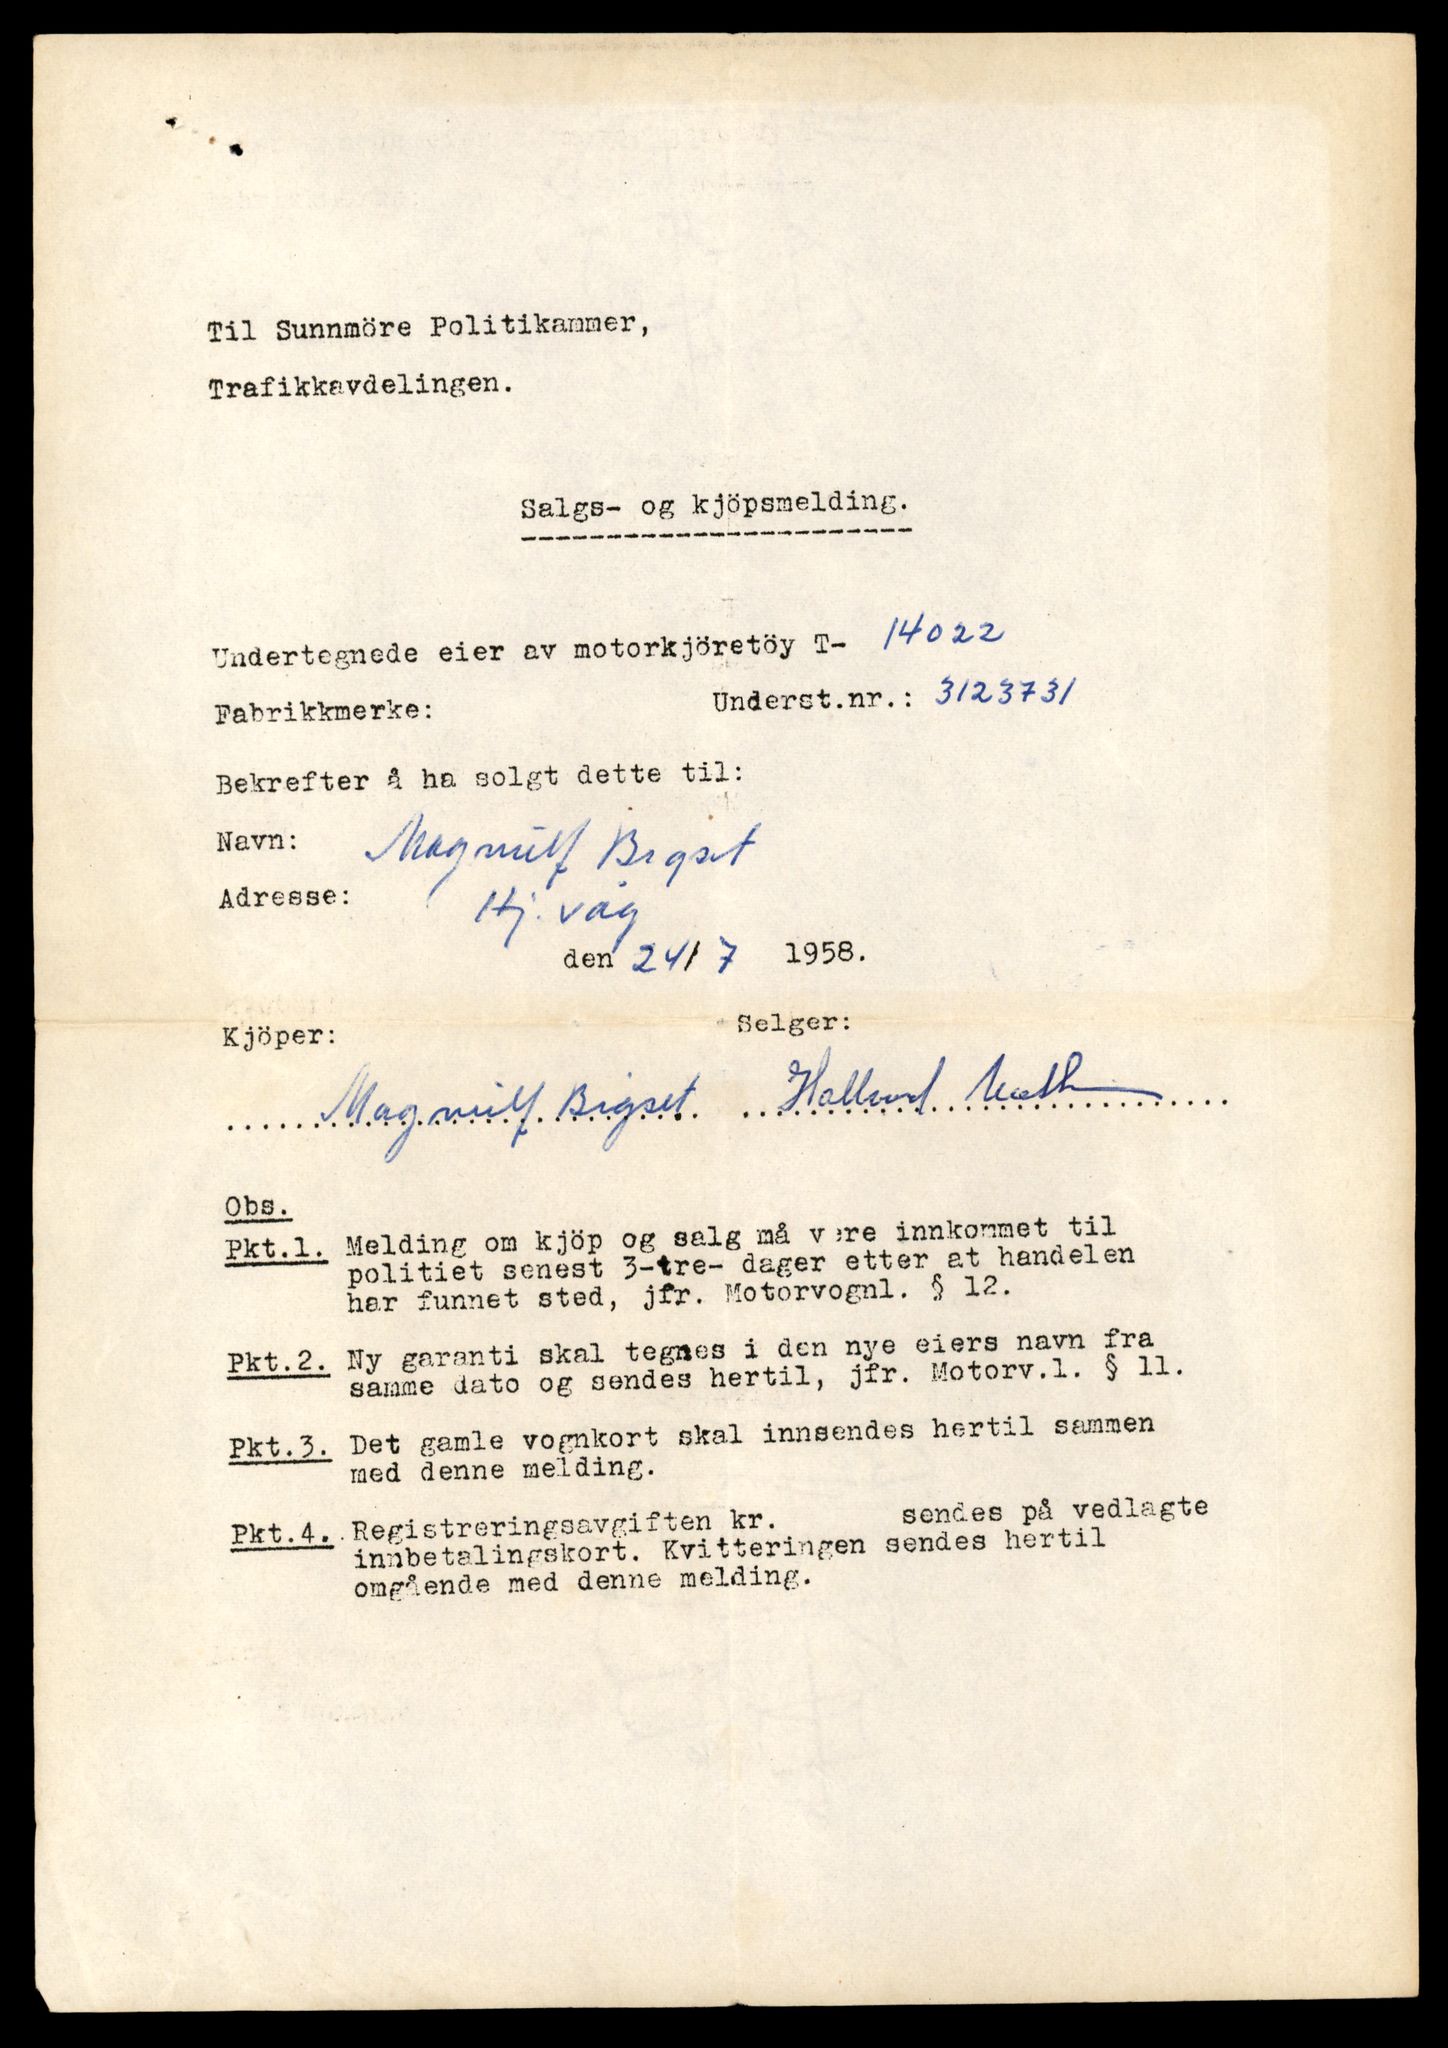 Til Sunnmöre Politikammer,
Trafikkavdelingen.
Salgs- og kjöpsmelding.
Undertegnede eier av motorkjöretöy T- 14022
Fabrikkmerke: Underst.nr.: 3123731
Bekrefter å ha solgt dette til:
Navn: Magnulf Bigset
Adresse: Hj.våg
den 24/7 1958.
Kjöper: Selger:
Magnulf Bigset Hallvard
Obs.
Pkt.1. Melding om kjöp og salg må være innkommet til
politiet senest 3-tre- dager etter at handelen
har funnet sted, jfr. Motorvognl. § 12.
Pkt.2. Ny garanti skal tegnes i den nye eiers navn fra
samme dato og sendes hertil, jfr. Motorv.l. § 11.
Pkt.3. Det gamle vognkort skal innsendes hertil sammen
med denne melding.
Pkt.4. Registreringsavgiften kr. sendes på vedlagte
innbetalingskort. Kvitteringen sendes hertil
omgående med denne melding.